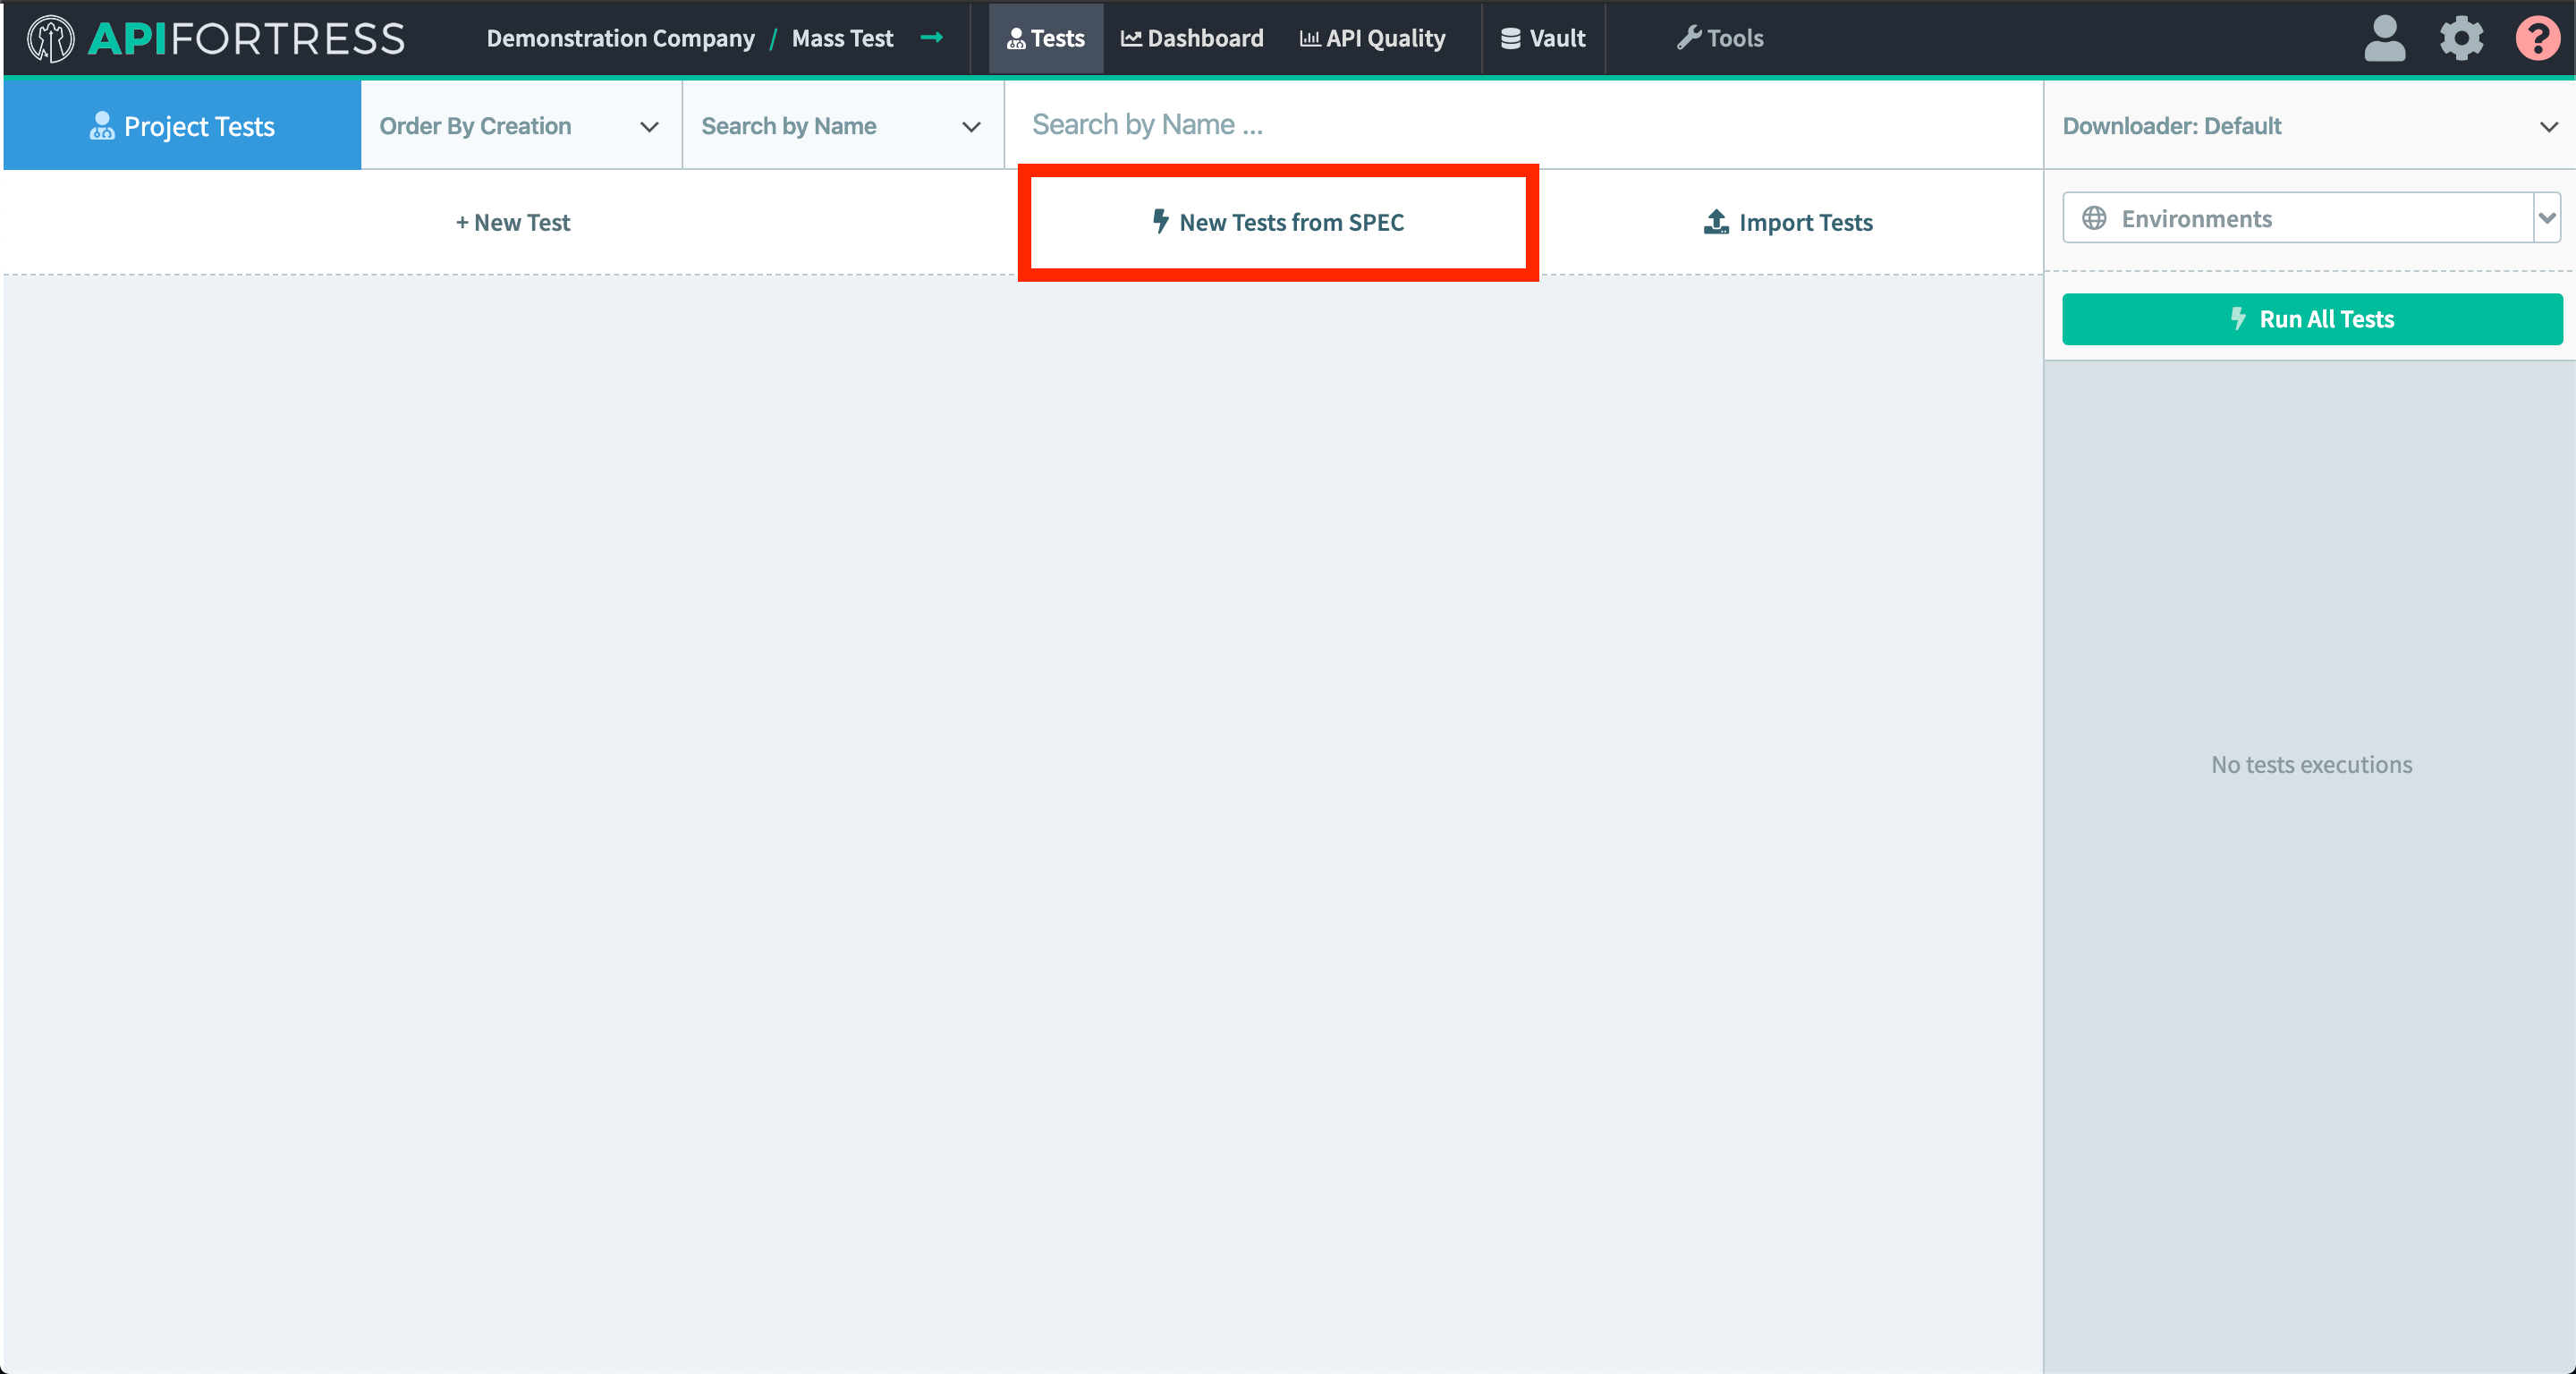 APIFORTRESS
Demonstration Company / Mass Test
Tests
Dashboard
API Quality
Vault
Tools
?
Project Tests
Order By Creation
Search by Name
Search by Name ...
Downloader: Default
+ New Test
New Tests from SPEC
Import Tests
Environments
Run All Tests
No tests executions